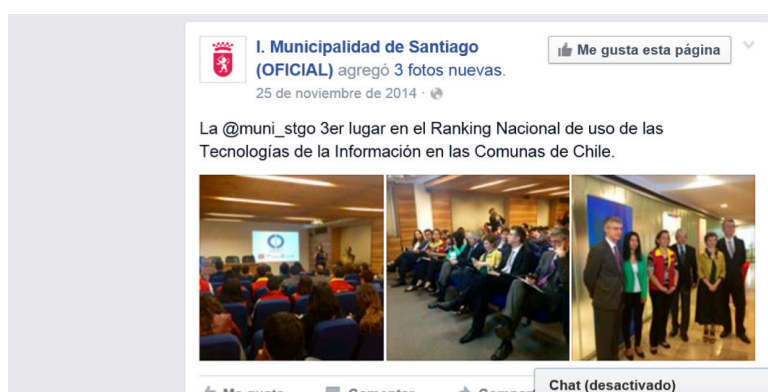 I. Municipalidad de Santiago
(OFICIAL) agregó 3 fotos nuevas.
Me gusta esta página
25 de noviembre de 2014 ·
La @muni_stgo 3er lugar en el Ranking Nacional de uso de las
Tecnologías de la Información en las Comunas de Chile.
Chat (desactivado)